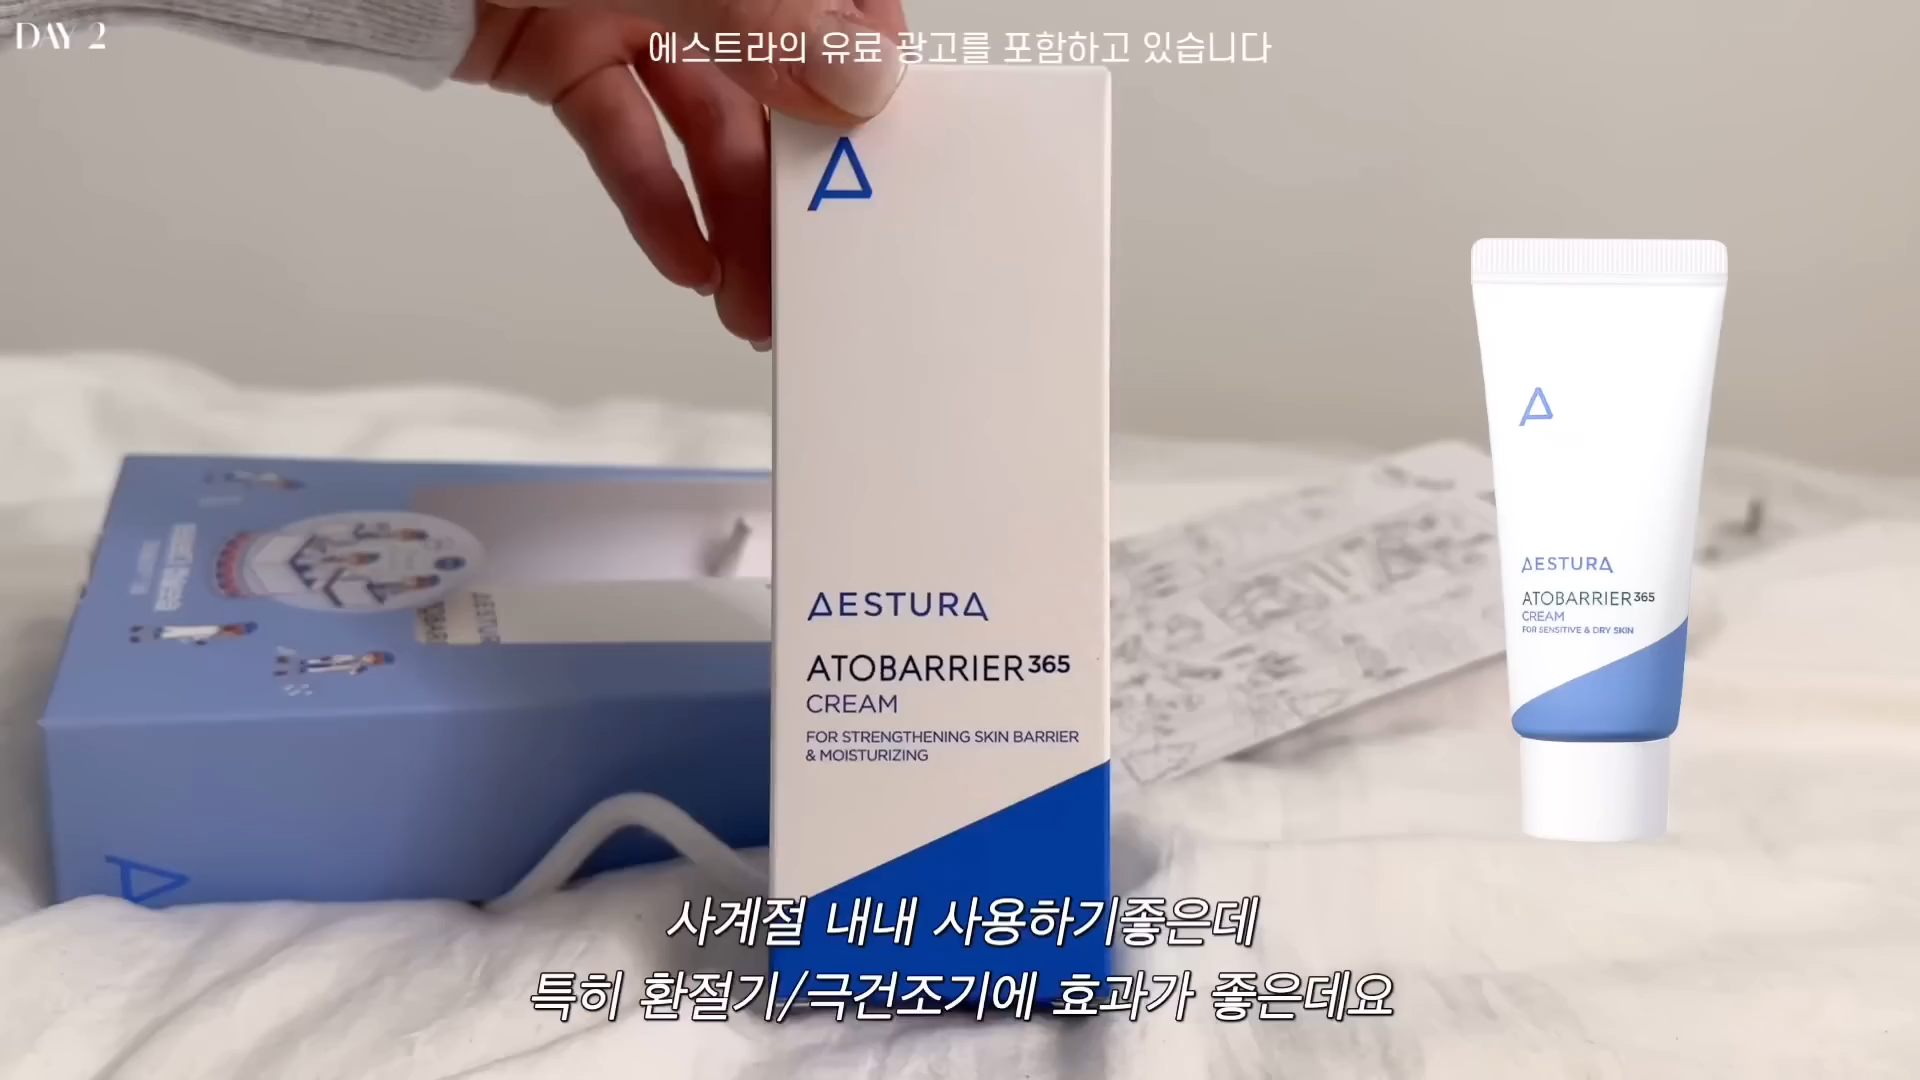 DAY 2
에스트라의 유료 광고를 포함하고 있습니다
AESTURA
ATOBARRIER365
CREAM
FOR STRENGTHENING SKIN BARRIER
& MOISTURIZING
AESTURA
ATOBARRIER365
CREAM
FOR SENSITIVE & DRY SKIN
사계절 내내 사용하기좋은데
특히 환절기/극건조기에 효과가 좋은데요